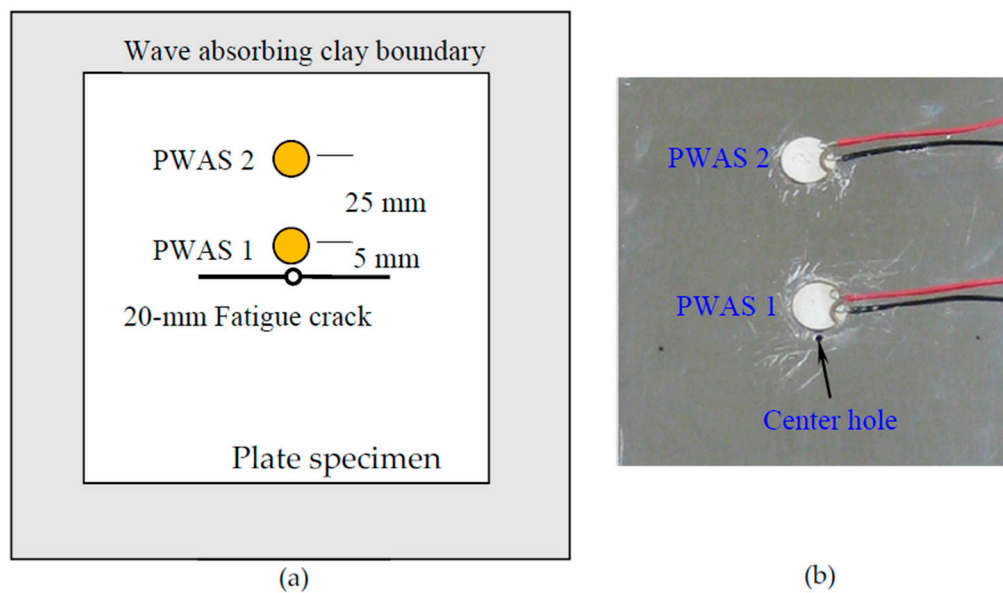 Wave absorbing clay boundary
PWAS 2
25 mm
PWAS 1
5 mm
20-mm Fatigue crack
Plate specimen
(a)
PWAS 2
PWAS 1
Center hole
(b)